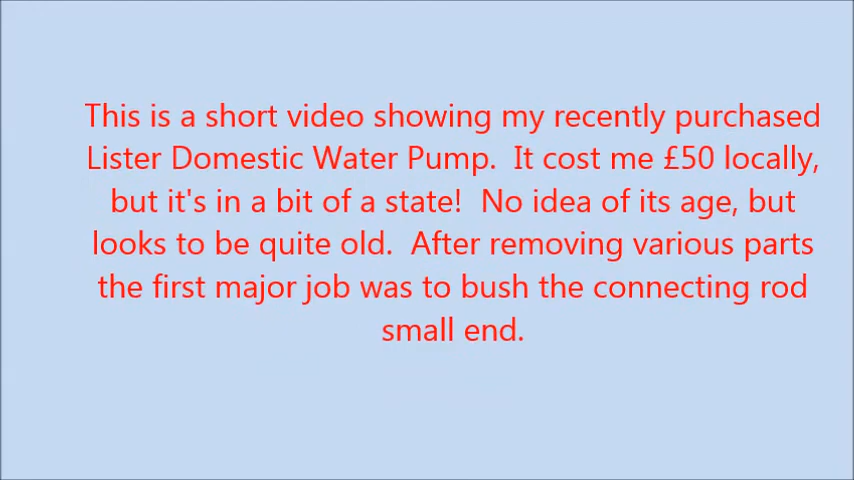 This is a short video showing my recently purchased
Lister Domestic Water Pump.  It cost me £50 locally,
but it's in a bit of a state!  No idea of its age, but
looks to be quite old.  After removing various parts
the first major job was to bush the connecting rod
small end.